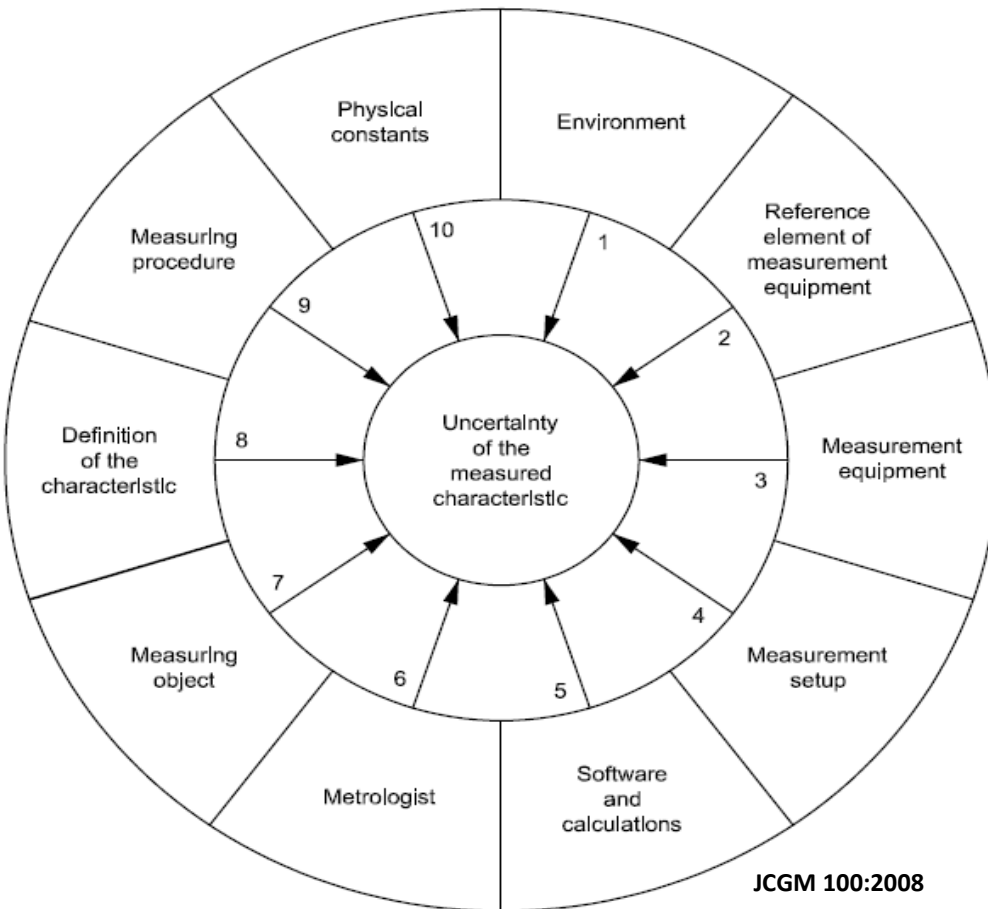 Physical
constants
10
Environment
1
Reference
element of
measurement
equipment
2
Measurement
equipment
3
Measurement
setup
4
Software
and
calculations
5
Metrologist
6
Measuring
object
7
Definition
of the
characteristic
8
Measuring
procedure
9
Uncertainty
of the
measured
characteristic
JCGM 100:2008